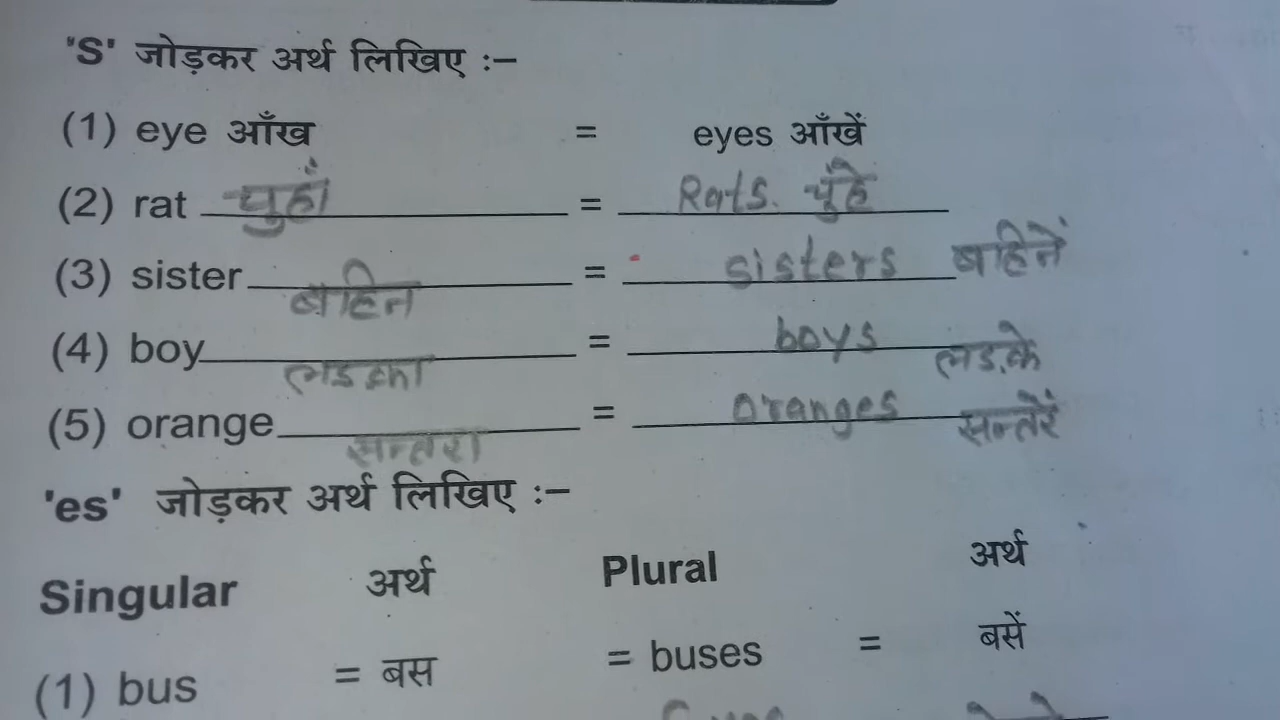 'S' जोड़कर अर्थ लिखिए :–
(1) eye आँख = eyes आँखें
(2) rat चुहाँ = Rats. चुँहे
(3) sister बहिन = sisters बहिनें
(4) boy लडका = boys लड़के
(5) orange सन्तरा = oranges सन्तरें
'es' जोड़कर अर्थ लिखिए :–
Singular अर्थ Plural अर्थ
(1) bus = बस = buses = बसें